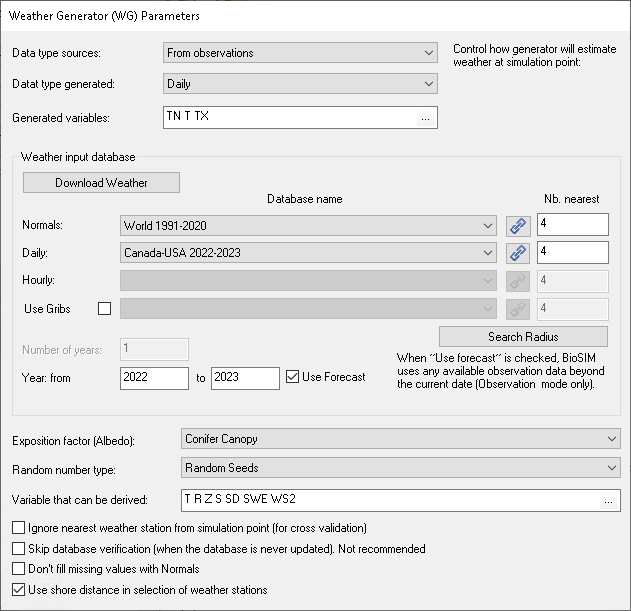 Weather Generator (WG) Parameters
Data type sources: From observations
Control how generator will estimate
weather at simulation point:
Datat type generated: Daily
Generated variables: TN T TX ...
Weather input database
Download Weather
Database name Nb. nearest
Normals: World 1991-2020 4
Daily: Canada-USA 2022-2023 4
Hourly: 4
Use Gribs 4
Search Radius
Number of years: 1
When ~Use forecast~ is checked, BioSIM
uses any available observation data beyond
the current date (Observation mode only).
Year: from 2022 to 2023 Use Forecast
Exposition factor (Albedo): Conifer Canopy
Random number type: Random Seeds
Variable that can be derived: T R Z S SD SWE WS2 ...
Ignore nearest weather station from simulation point (for cross validation)
Skip database verification (when the database is never updated). Not recommended
Don't fill missing values with Normals
Use shore distance in selection of weather stations